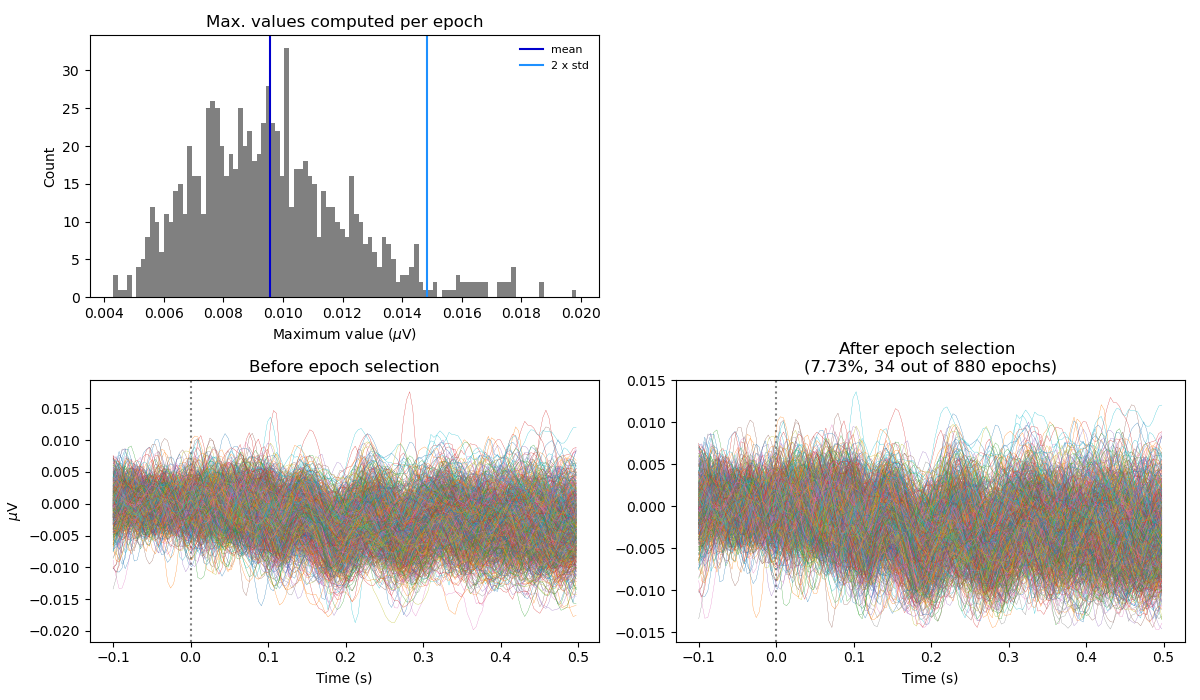 Max. values computed per epoch
mean
2 x std
Count
30
25
20
15
10
5
0
0.004 0.006 0.008 0.010 0.012 0.014 0.016 0.018 0.020
Maximum value (μV)
Before epoch selection
μV
0.015
0.010
0.005
0.000
−0.005
−0.010
−0.015
−0.020
−0.1 0.0 0.1 0.2 0.3 0.4 0.5
Time (s)
After epoch selection
(7.73%, 34 out of 880 epochs)
0.015
0.010
0.005
0.000
−0.005
−0.010
−0.015
−0.1 0.0 0.1 0.2 0.3 0.4 0.5
Time (s)